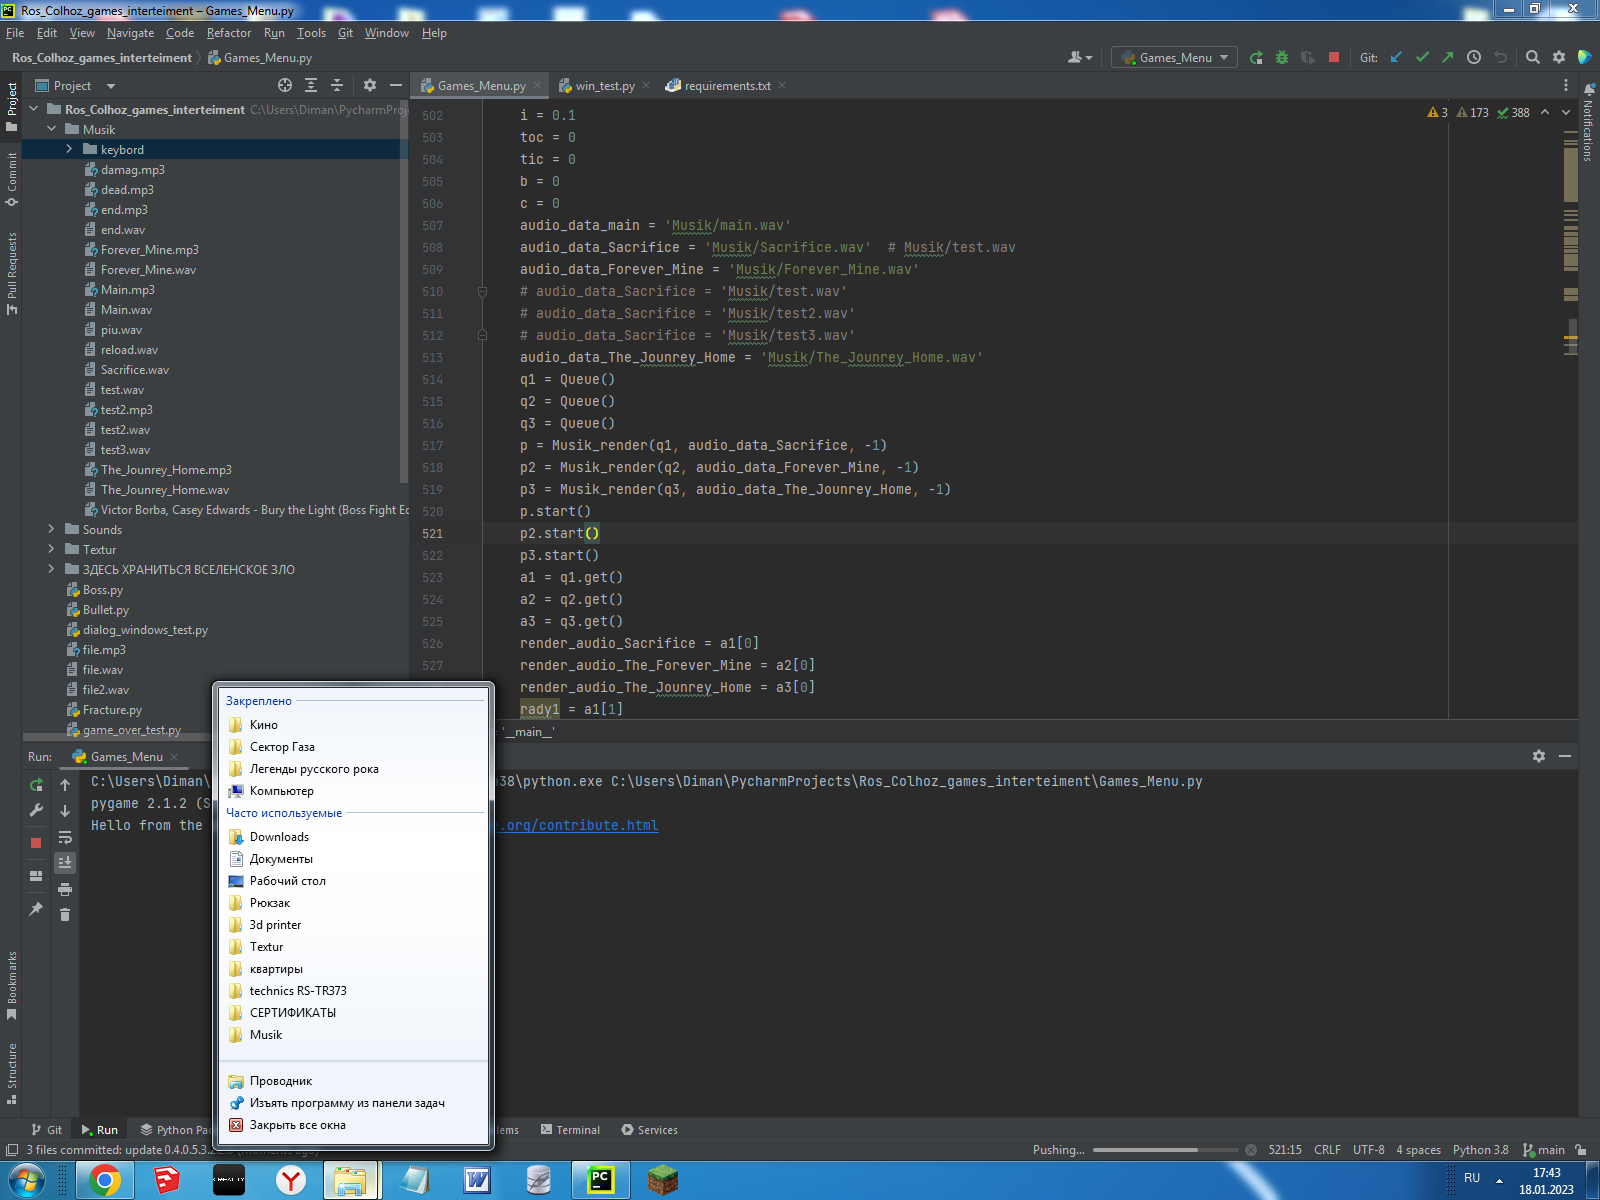 Ros_Colhoz_games_interteiment – Games_Menu.py
File Edit View Navigate Code Refactor Run Tools Git Window Help
Ros_Colhoz_games_interteiment Games_Menu.py
Games_Menu
Git:
Project
Games_Menu.py
win_test.py
requirements.txt
Project
Commit
Pull Requests
Bookmarks
Structure
Notifications
Ros_Colhoz_games_interteiment C:\Users\Diman\PycharmProj
Musik
keybord
damag.mp3
dead.mp3
end.mp3
end.wav
Forever_Mine.mp3
Forever_Mine.wav
Main.mp3
Main.wav
piu.wav
reload.wav
Sacrifice.wav
test.wav
test2.mp3
test2.wav
test3.wav
The_Jounrey_Home.mp3
The_Jounrey_Home.wav
Victor Borba, Casey Edwards - Bury the Light (Boss Fight Ec
Sounds
Textur
ЗДЕСЬ ХРАНИТЬСЯ ВСЕЛЕНСКОЕ ЗЛО
Boss.py
Bullet.py
dialog_windows_test.py
file.mp3
file.wav
file2.wav
Fracture.py
game_over_test.py
3 173 388
502 i = 0.1
503 toc = 0
504 tic = 0
505 b = 0
506 c = 0
507 audio_data_main = 'Musik/main.wav'
508 audio_data_Sacrifice = 'Musik/Sacrifice.wav'  # Musik/test.wav
509 audio_data_Forever_Mine = 'Musik/Forever_Mine.wav'
510 # audio_data_Sacrifice = 'Musik/test.wav'
511 # audio_data_Sacrifice = 'Musik/test2.wav'
512 # audio_data_Sacrifice = 'Musik/test3.wav'
513 audio_data_The_Jounrey_Home = 'Musik/The_Jounrey_Home.wav'
514 q1 = Queue()
515 q2 = Queue()
516 q3 = Queue()
517 p = Musik_render(q1, audio_data_Sacrifice, -1)
518 p2 = Musik_render(q2, audio_data_Forever_Mine, -1)
519 p3 = Musik_render(q3, audio_data_The_Jounrey_Home, -1)
520 p.start()
521 p2.start()
522 p3.start()
523 a1 = q1.get()
524 a2 = q2.get()
525 a3 = q3.get()
526 render_audio_Sacrifice = a1[0]
527 render_audio_The_Forever_Mine = a2[0]
render_audio_The_Jounrey_Home = a3[0]
rady1 = a1[1]
'__main__'
Run: Games_Menu
C:\Users\Diman\ 38\python.exe C:\Users\Diman\PycharmProjects\Ros_Colhoz_games_interteiment\Games_Menu.py
pygame 2.1.2 (S
Hello from the e.org/contribute.html
Закреплено
Кино
Сектор Газа
Легенды русского рока
Компьютер
Часто используемые
Downloads
Документы
Рабочий стол
Рюкзак
3d printer
Textur
квартиры
technics RS-TR373
СЕРТИФИКАТЫ
Musik
Проводник
Изъять программу из панели задач
Закрыть все окна
Git Run Python Pac lems Terminal Services
3 files committed: update 0.4.0.5.3. Pushing... 521:15 CRLF UTF-8 4 spaces Python 3.8 main
RU 17:43
18.01.2023